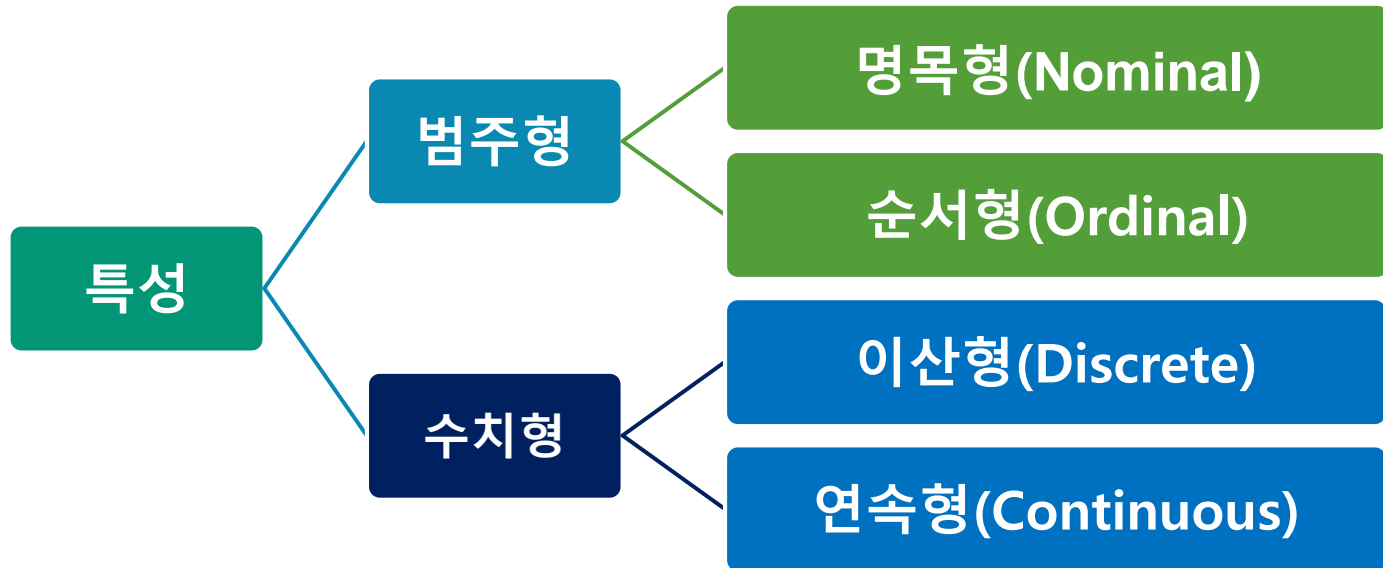 특성
범주형
명목형(Nominal)
순서형(Ordinal)
수치형
이산형(Discrete)
연속형(Continuous)